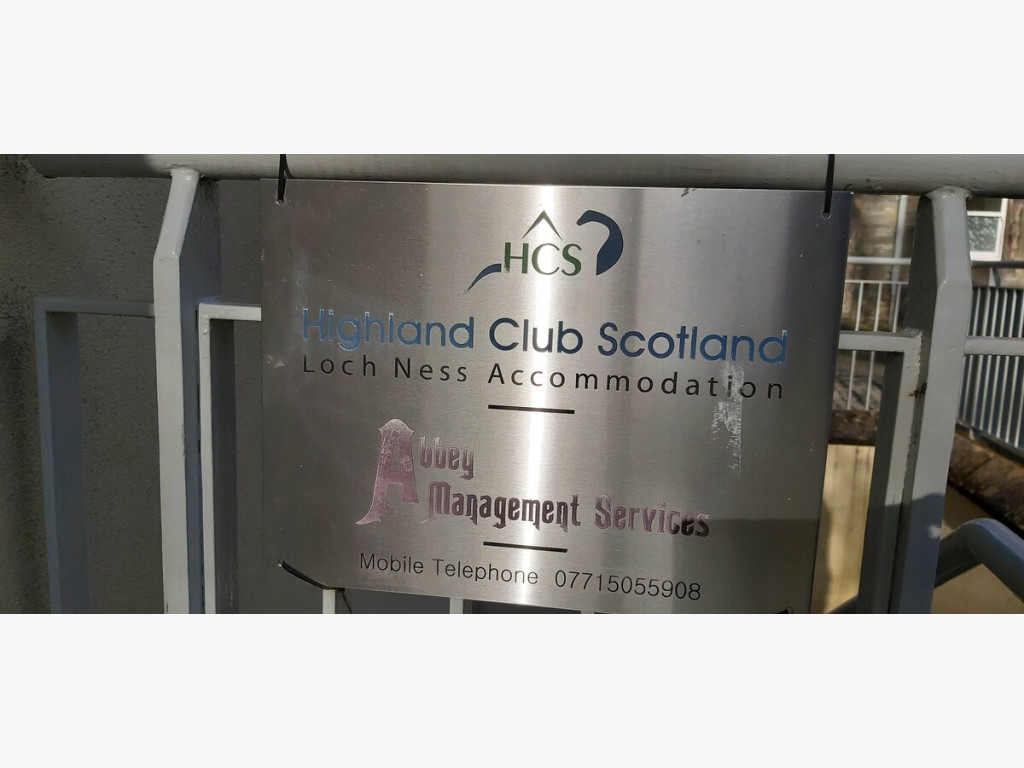 HCS
Highland Club Scotland
Loch Ness Accommodation
Abbey
Management Services
Mobile Telephone 07715055908